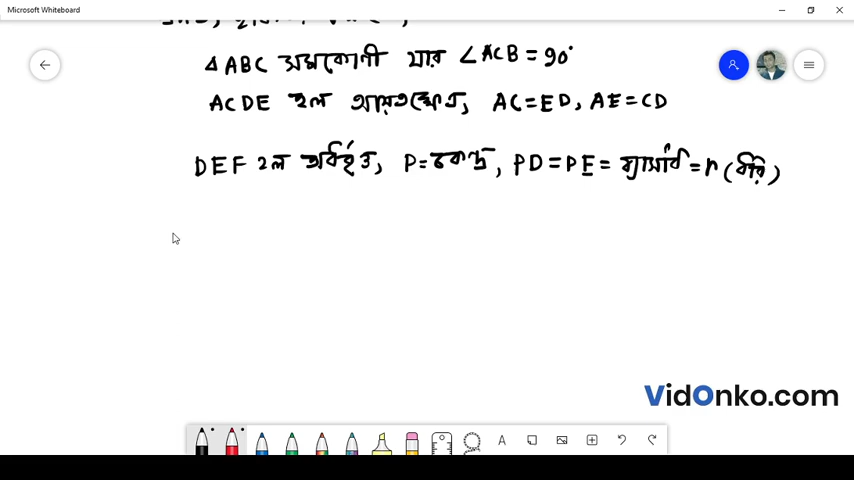 Microsoft Whiteboard
△ABC সমকোণী যার ∠ACB = 90°
ACDE হল আয়তক্ষেত্র, AC = ED, AE = CD
DEF হল অর্ধবৃত্ত, P = কেন্দ্র, PD = PE = ব্যাসার্ধ = r (ধরি)
VidOnko.com
A